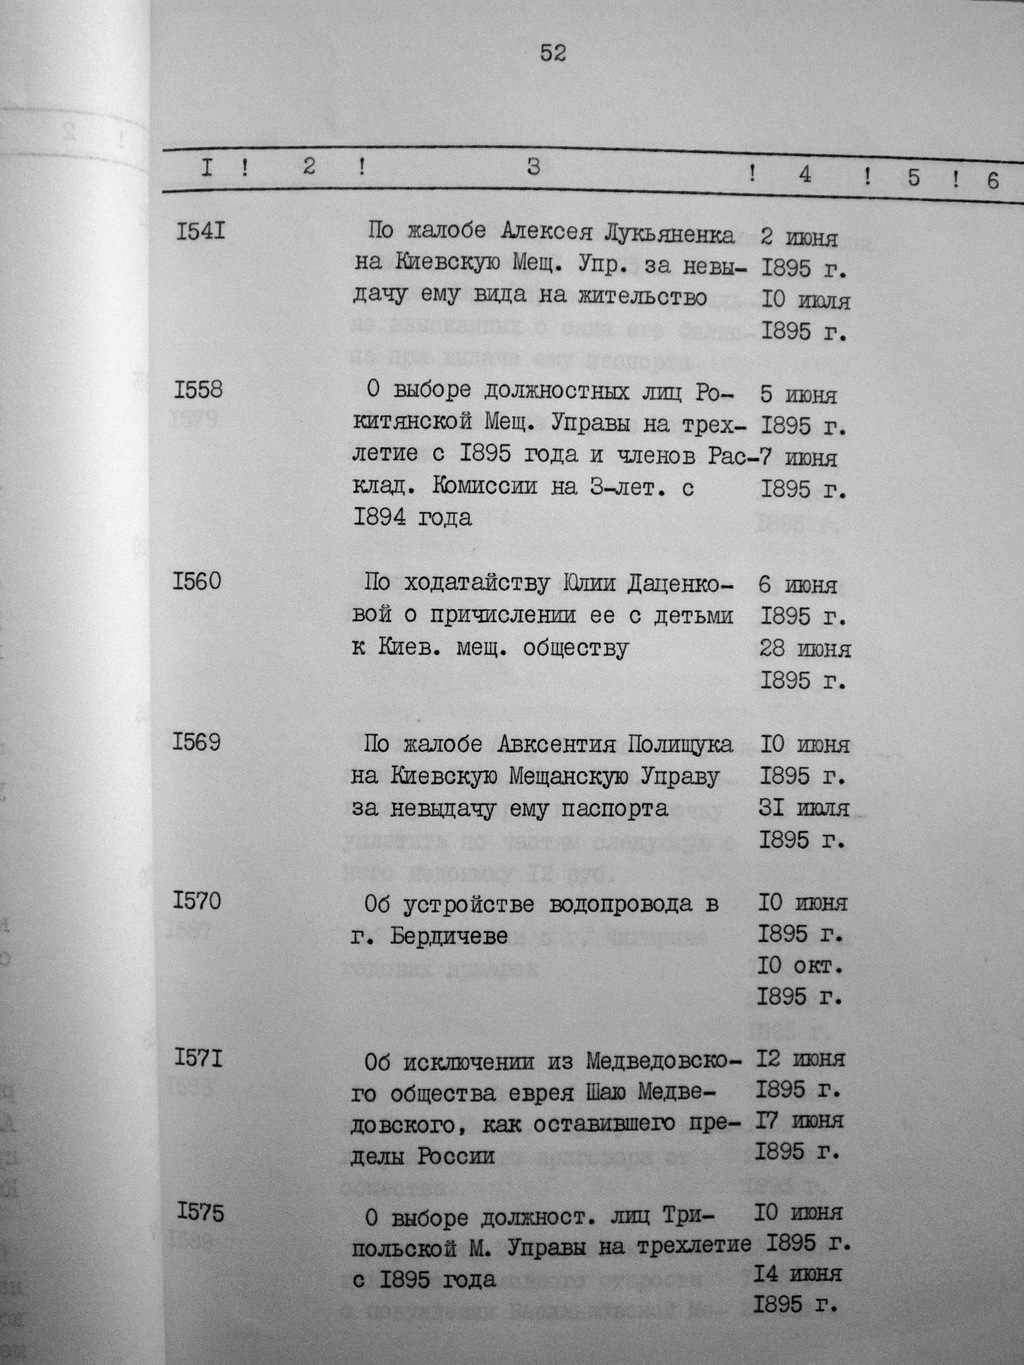 52
I ! 2 ! 3 ! 4 ! 5 ! 6
I54I По жалобе Алексея Лукьяненка 2 июня
на Киевскую Мещ. Упр. за невы- I895 г.
дачу ему вида на жительство I0 июля
I895 г.
I558 О выборе должностных лиц Ро- 5 июня
китянской Мещ. Управы на трех- I895 г.
летие с I895 года и членов Рас- 7 июня
клад. Комиссии на 3-лет. с I895 г.
I894 года
I560 По ходатайству Юлии Даценко- 6 июня
вой о причислении ее с детьми I895 г.
к Киев. мещ. обществу 28 июня
I895 г.
I569 По жалобе Авксентия Полищука I0 июня
на Киевскую Мещанскую Управу I895 г.
за невыдачу ему паспорта 3I июля
I895 г.
I570 Об устройстве водопровода в I0 июня
г. Бердичеве I895 г.
I0 окт.
I895 г.
I57I Об исключении из Медведовско- I2 июня
го общества еврея Шаю Медве- I895 г.
довского, как оставившего пре- I7 июня
делы России I895 г.
I575 О выборе должност. лиц Три- I0 июня
польской М. Управы на трехлетие I895 г.
с I895 года I4 июня
I895 г.